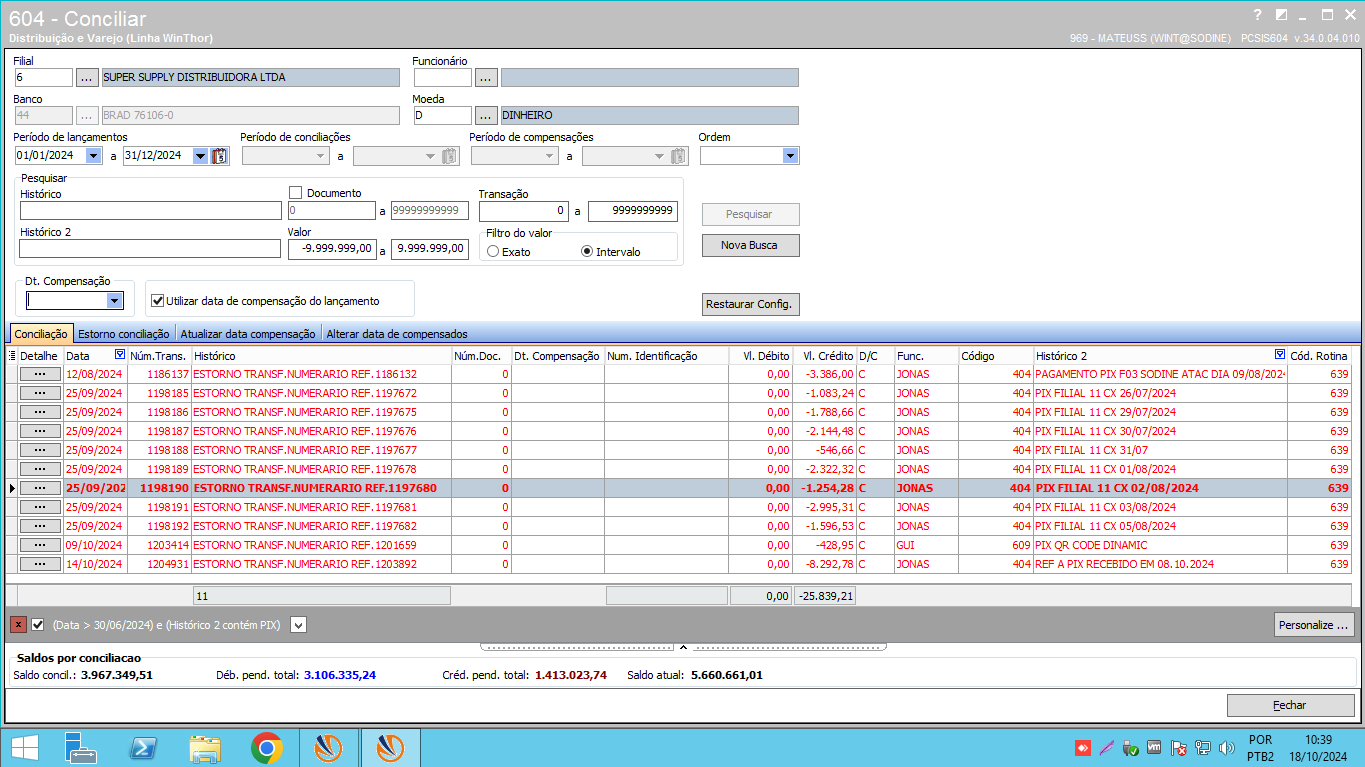 604 - Conciliar
Distribuição e Varejo (Linha WinThor)
969 - MATEUSS (WINT@SODINE) PCSIS604 v.34.0.04.010
Filial
Funcionário
6 ... SUPER SUPPLY DISTRIBUIDORA LTDA ...
Banco
Moeda
44 ... BRAD 76106-0 D ... DINHEIRO
Período de lançamentos Período de conciliações Período de compensações Ordem
01/01/2024 a 31/12/2024 a a
Pesquisar
Histórico Documento Transação
0 a 99999999999 0 a 9999999999 Pesquisar
Histórico 2 Valor Filtro do valor
-9.999.999,00 a 9.999.999,00 Exato Intervalo Nova Busca
Dt. Compensação
Utilizar data de compensação do lançamento Restaurar Config.
Conciliação Estorno conciliação Atualizar data compensação Alterar data de compensados
Detalhe Data Núm.Trans. Histórico Núm.Doc. Dt. Compensação Num. Identificação Vl. Débito Vl. Crédito D/C Func. Código Histórico 2 Cód. Rotina
... 12/08/2024 1186137 ESTORNO TRANSF.NUMERARIO REF.1186132 0 0,00 -3.386,00 C JONAS 404 PAGAMENTO PIX F03 SODINE ATAC DIA 09/08/2024 639
... 25/09/2024 1198185 ESTORNO TRANSF.NUMERARIO REF.1197672 0 0,00 -1.083,24 C JONAS 404 PIX FILIAL 11 CX 26/07/2024 639
... 25/09/2024 1198186 ESTORNO TRANSF.NUMERARIO REF.1197675 0 0,00 -1.788,66 C JONAS 404 PIX FILIAL 11 CX 29/07/2024 639
... 25/09/2024 1198187 ESTORNO TRANSF.NUMERARIO REF.1197676 0 0,00 -2.144,48 C JONAS 404 PIX FILIAL 11 CX 30/07/2024 639
... 25/09/2024 1198188 ESTORNO TRANSF.NUMERARIO REF.1197677 0 0,00 -546,66 C JONAS 404 PIX FILIAL 11 CX 31/07 639
... 25/09/2024 1198189 ESTORNO TRANSF.NUMERARIO REF.1197678 0 0,00 -2.322,32 C JONAS 404 PIX FILIAL 11 CX 01/08/2024 639
... 25/09/202 1198190 ESTORNO TRANSF.NUMERARIO REF.1197680 0 0,00 -1.254,28 C JONAS 404 PIX FILIAL 11 CX 02/08/2024 639
... 25/09/2024 1198191 ESTORNO TRANSF.NUMERARIO REF.1197681 0 0,00 -2.995,31 C JONAS 404 PIX FILIAL 11 CX 03/08/2024 639
... 25/09/2024 1198192 ESTORNO TRANSF.NUMERARIO REF.1197682 0 0,00 -1.596,53 C JONAS 404 PIX FILIAL 11 CX 05/08/2024 639
... 09/10/2024 1203414 ESTORNO TRANSF.NUMERARIO REF.1201659 0 0,00 -428,95 C GUI 609 PIX QR CODE DINAMIC 639
... 14/10/2024 1204931 ESTORNO TRANSF.NUMERARIO REF.1203892 0 0,00 -8.292,78 C JONAS 404 REF A PIX RECEBIDO EM 08.10.2024 639
11 0,00 -25.839,21
x (Data > 30/06/2024) e (Histórico 2 contém PIX) Personalize ...
Saldos por conciliacao
Saldo concil.: 3.967.349,51 Déb. pend. total: 3.106.335,24 Créd. pend. total: 1.413.023,74 Saldo atual: 5.660.661,01
Fechar
POR 10:39
PTB2 18/10/2024